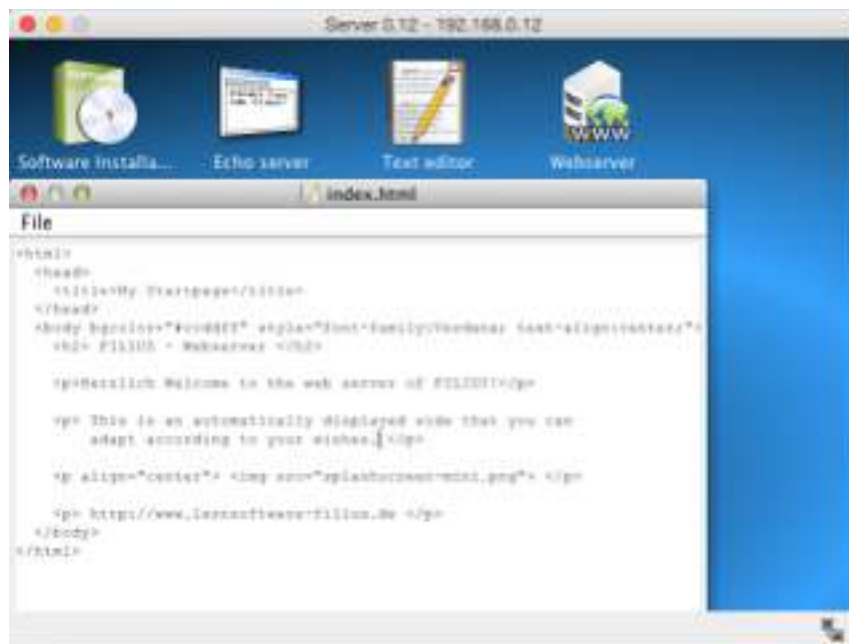 Server 0.12 - 192.168.0.12
Software Installa...
Echo server
Text editor
Webserver
WWW
index.html
File
<html>
<head>
<title>My Startpage</title>
</head>
<body bgcolor="#ccddff" style="font-family:Verdana; text-align:center;">
<h2> FILIUS - Webserver </h2>
<p>Herzlich Welcome to the web server of FILIUS!</p>
<p> This is an automatically displayed side that you can
adapt according to your wishes. </p>
<p align="center"> <img src="splashscreen-mini.png"> </p>
<p> http://www.lernsoftware-filius.de </p>
</body>
</html>